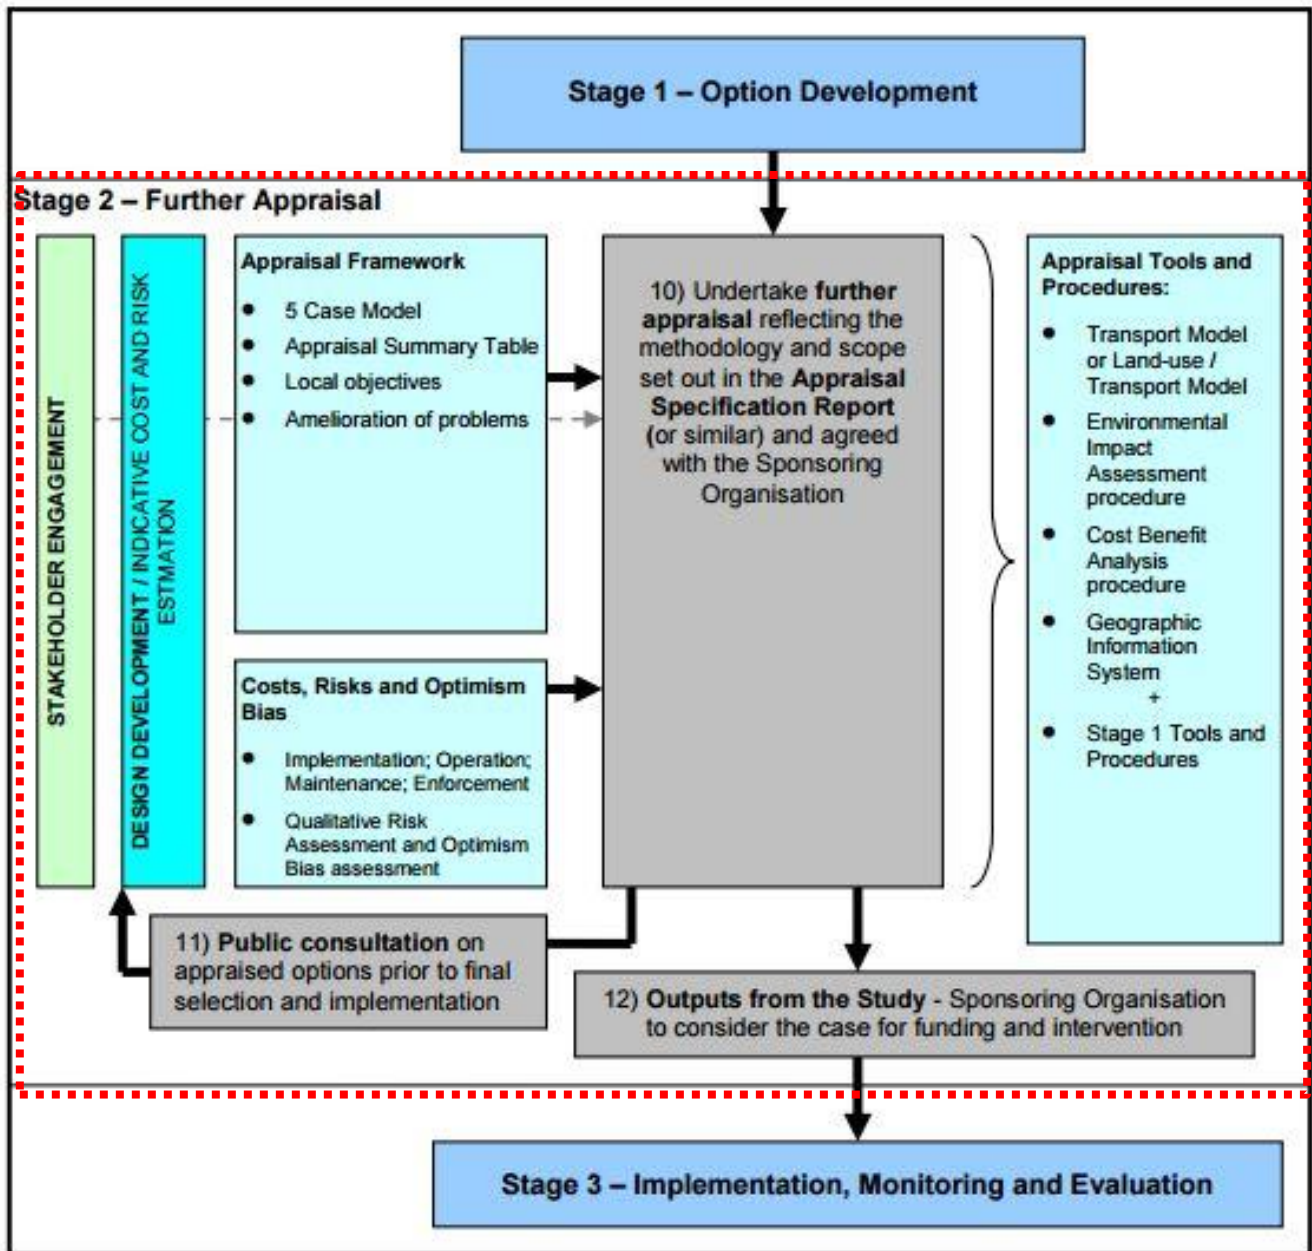 Stage 1 – Option Development
Stage 2 – Further Appraisal
STAKEHOLDER ENGAGEMENT
DESIGN DEVELOPMENT / INDICATIVE COST AND RISK
ESTMATION
Appraisal Framework
● 5 Case Model
● Appraisal Summary Table
● Local objectives
● Amelioration of problems
Costs, Risks and Optimism
Bias
● Implementation; Operation;
Maintenance; Enforcement
● Qualitative Risk
Assessment and Optimism
Bias assessment
10) Undertake further
appraisal reflecting the
methodology and scope
set out in the Appraisal
Specification Report
(or similar) and agreed
with the Sponsoring
Organisation
Appraisal Tools and
Procedures:
● Transport Model
or Land-use /
Transport Model
● Environmental
Impact
Assessment
procedure
● Cost Benefit
Analysis
procedure
● Geographic
Information
System
+
● Stage 1 Tools and
Procedures
11) Public consultation on
appraised options prior to final
selection and implementation
12) Outputs from the Study - Sponsoring Organisation
to consider the case for funding and intervention
Stage 3 – Implementation, Monitoring and Evaluation